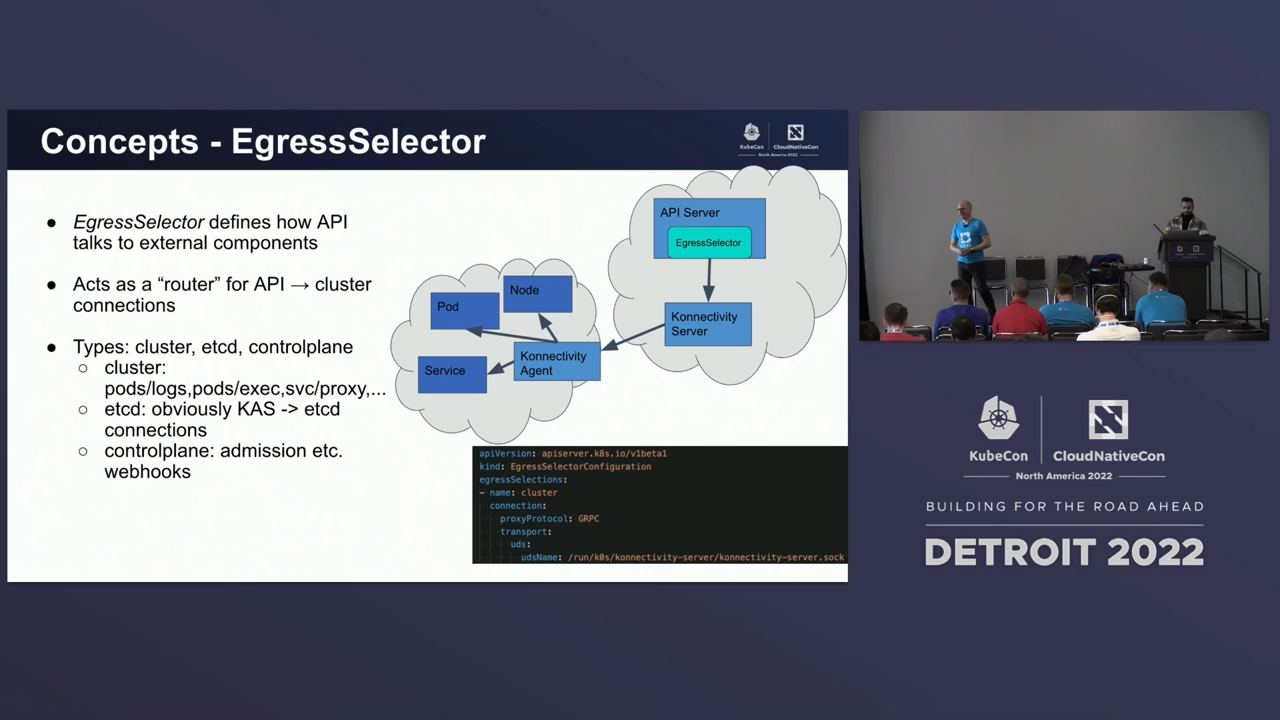 Concepts - EgressSelector
KubeCon
CloudNativeCon
North America 2022
● EgressSelector defines how API
talks to external components
● Acts as a “router” for API → cluster
connections
● Types: cluster, etcd, controlplane
○ cluster:
pods/logs,pods/exec,svc/proxy,...
○ etcd: obviously KAS -> etcd
connections
○ controlplane: admission etc.
webhooks
API Server
EgressSelector
Konnectivity
Server
Node
Pod
Konnectivity
Agent
Service
apiVersion: apiserver.k8s.io/v1beta1
kind: EgressSelectorConfiguration
egressSelections:
- name: cluster
connection:
proxyProtocol: GRPC
transport:
uds:
udsName: /run/k0s/konnectivity-server/konnectivity-server.sock
KubeCon
CloudNativeCon
North America 2022
BUILDING FOR THE ROAD AHEAD
DETROIT 2022